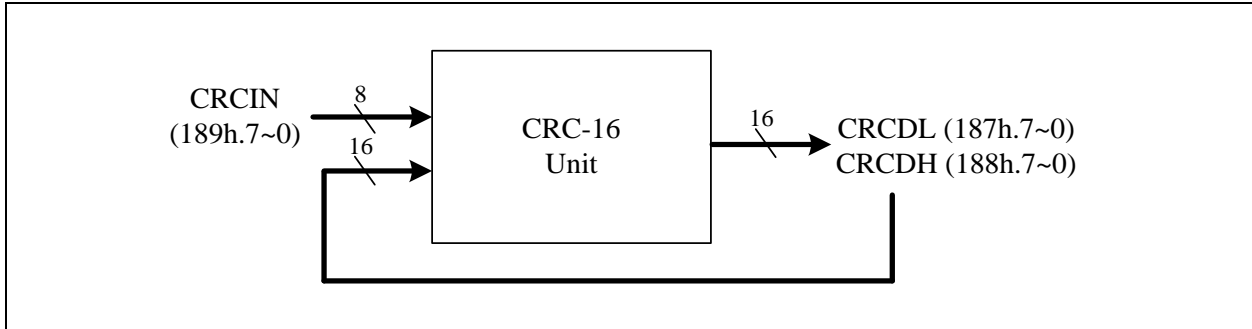 CRCIN
(189h.7~0)
8
16
CRC-16
Unit
16
CRCDL (187h.7~0)
CRCDH (188h.7~0)